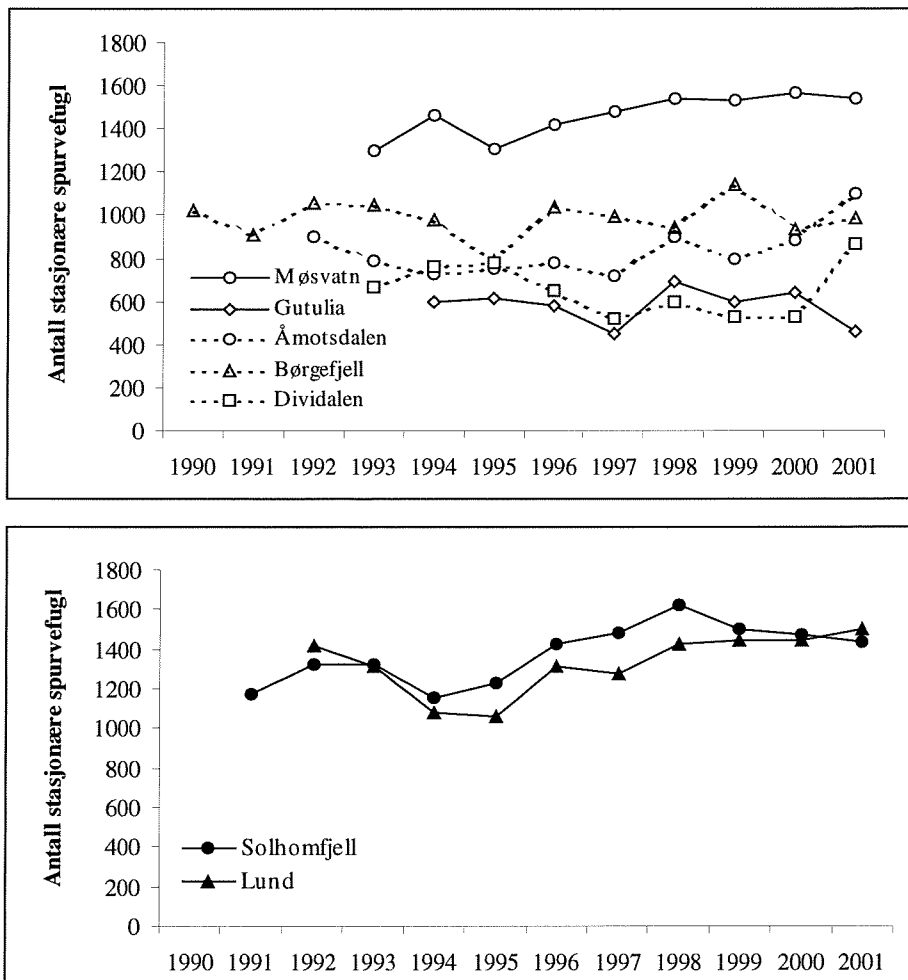 Antall stasjonære spurvefugl
1800
1600
1400
1200
1000
800
600
400
200
0
Møsvatn
Gutulia
Åmotsdalen
Børgefjell
Dividalen
1990 1991 1992 1993 1994 1995 1996 1997 1998 1999 2000 2001
Antall stasjonære spurvefugl
1800
1600
1400
1200
1000
800
600
400
200
0
Solhomfjell
Lund
1990 1991 1992 1993 1994 1995 1996 1997 1998 1999 2000 2001